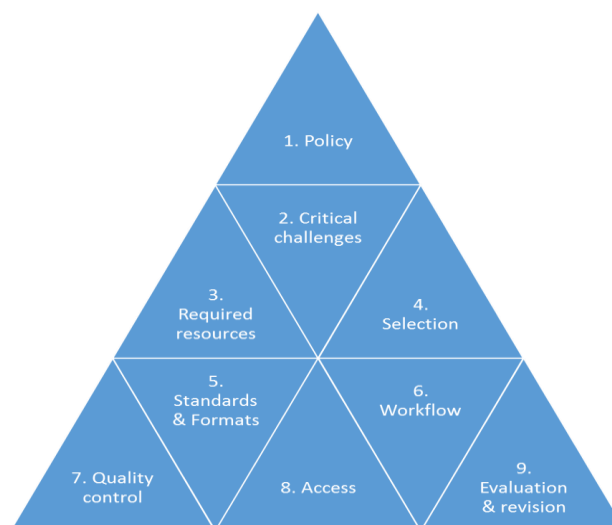 1. Policy
2. Critical
challenges
3.
Required
resources
4.
Selection
5.
Standards
& Formats
6.
Workflow
7. Quality
control
8. Access
9.
Evaluation
& revision